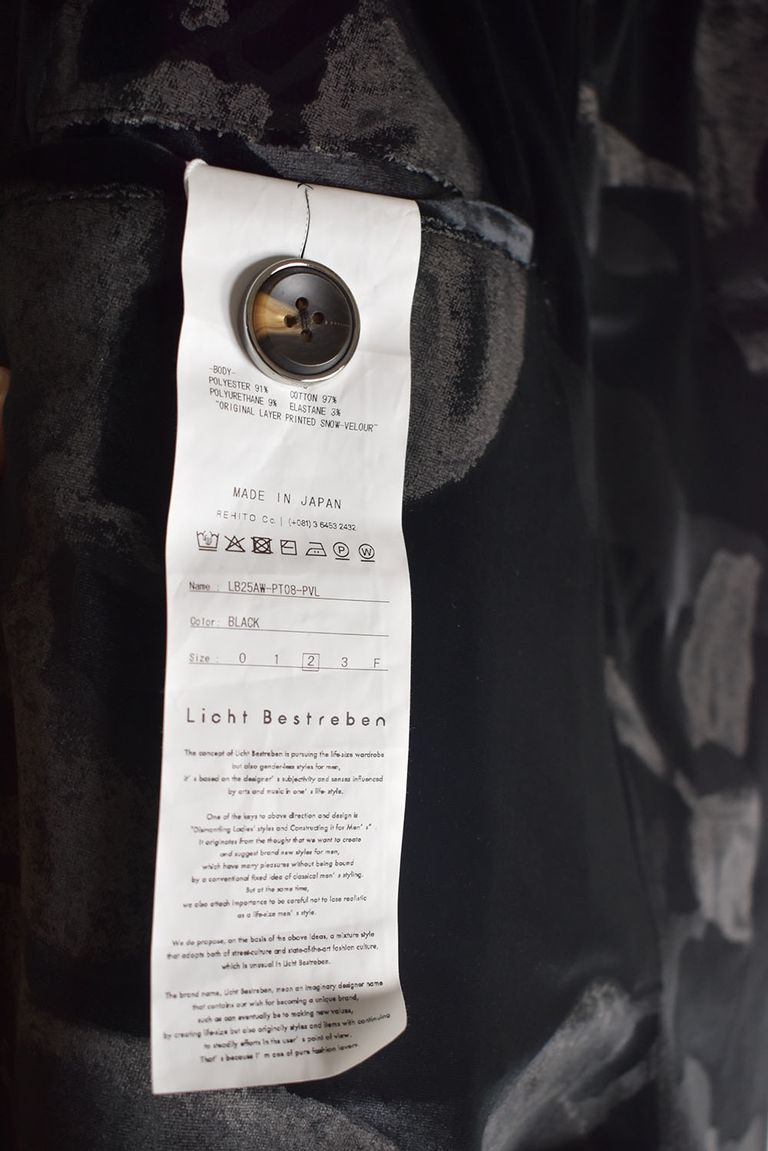 -BODY-
POLYESTER 91% COTTON 97%
POLYURETHANE 9% ELASTANE 3%
"ORIGINAL LAYER PRINTED SNOW-VELOUR"
MADE IN JAPAN
REHITO Co. | (+081) 3 6453 2432
P W
Name : LB25AW-PT08-PVL
Color: BLACK
Size : 0 1 2 3 F
Licht Bestreben
The concept of Licht Bestreben is pursuing the life-size wardrobe
but also gender-less styles for men,
it's based on the designer's subjectivity and senses influenced
by arts and music in one's life-style.
One of the keys to above direction and design is
"Dismantling Ladies' styles and Constructing it for Men's".
It originates from the thought that we want to create
and suggest brand new styles for men,
which have many pleasures without being bound
by a conventional fixed idea of classical men's styling.
But at the same time,
we also attach importance to be careful not to lose realistic
as a life-size men's style.
We do propose, on the basis of the above ideas, a mixture style
that adopts both of street-culture and state-of-the-art fashion culture,
which is unusual in Licht Bestreben.
The brand name, Licht Bestreben, mean an imaginary designer name
that contains our wish for becoming a unique brand,
such as can eventually be to making new values,
by creating life-size but also originally styles and items with continuing
to steadily efforts in the user's point of view.
That's because I'm one of pure fashion lovers.